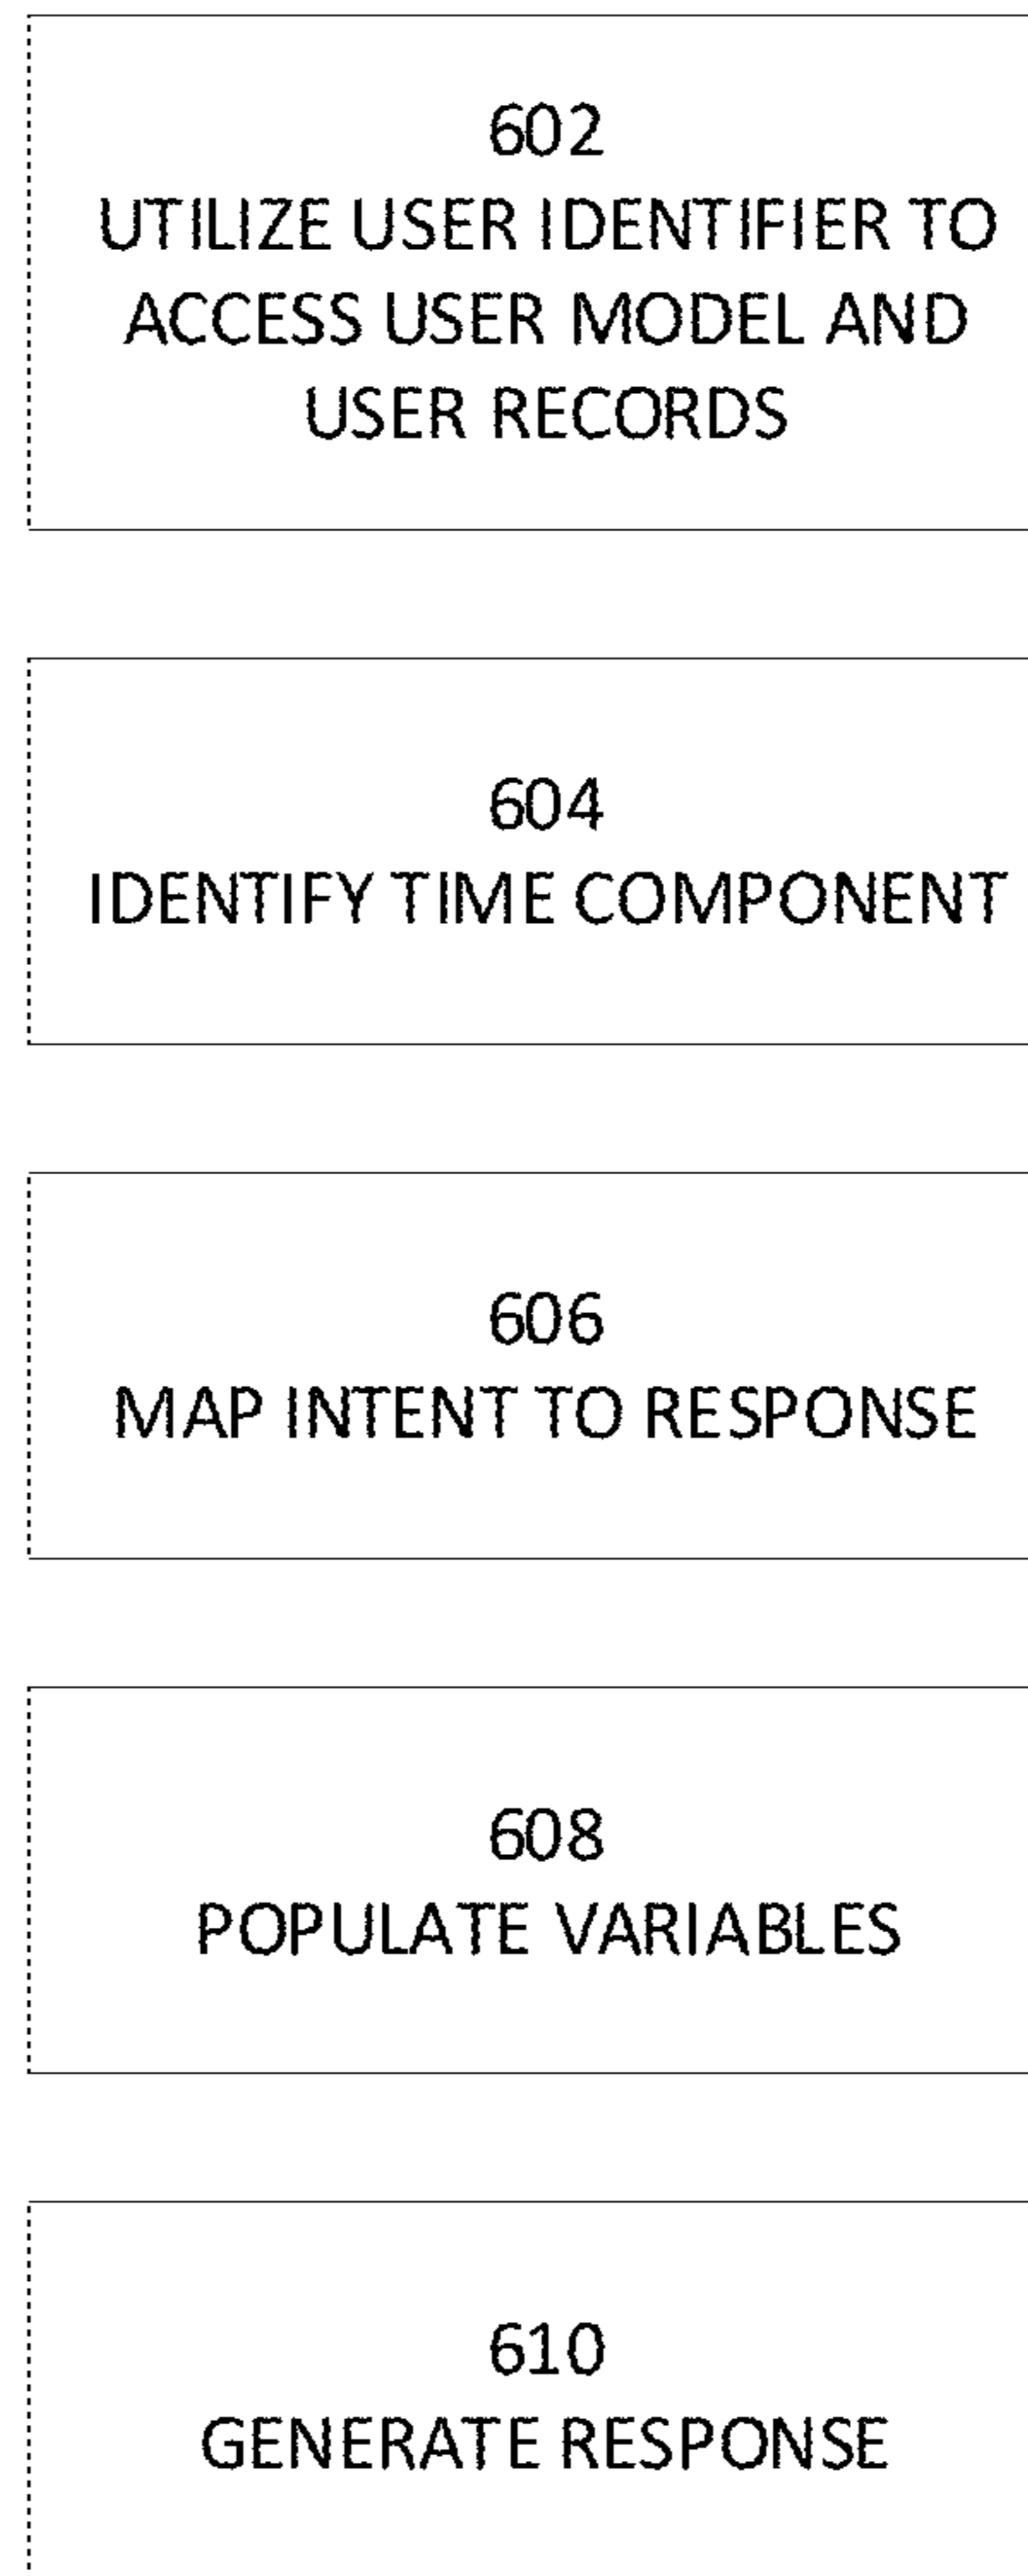 602
UTILIZE USER IDENTIFIER TO
ACCESS USER MODEL AND
USER RECORDS
604
IDENTIFY TIME COMPONENT
606
MAP INTENT TO RESPONSE
608
POPULATE VARIABLES
610
GENERATE RESPONSE